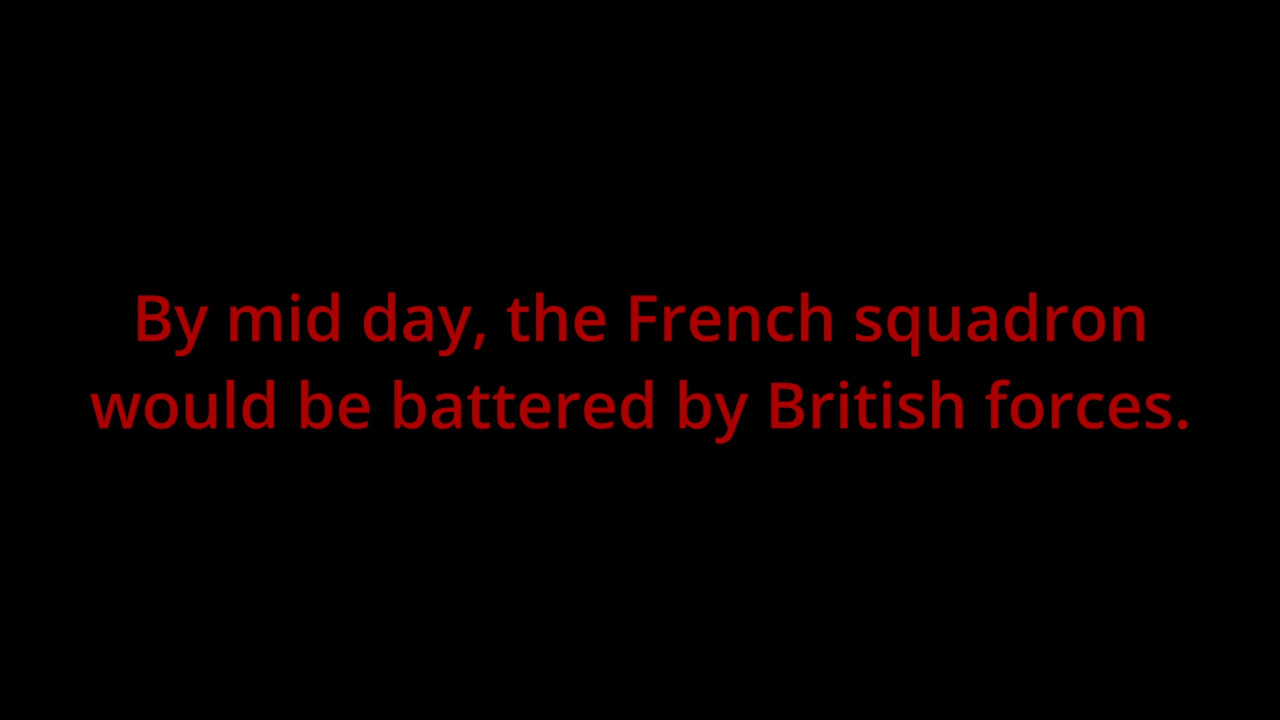 By mid day, the French squadron
would be battered by British forces.